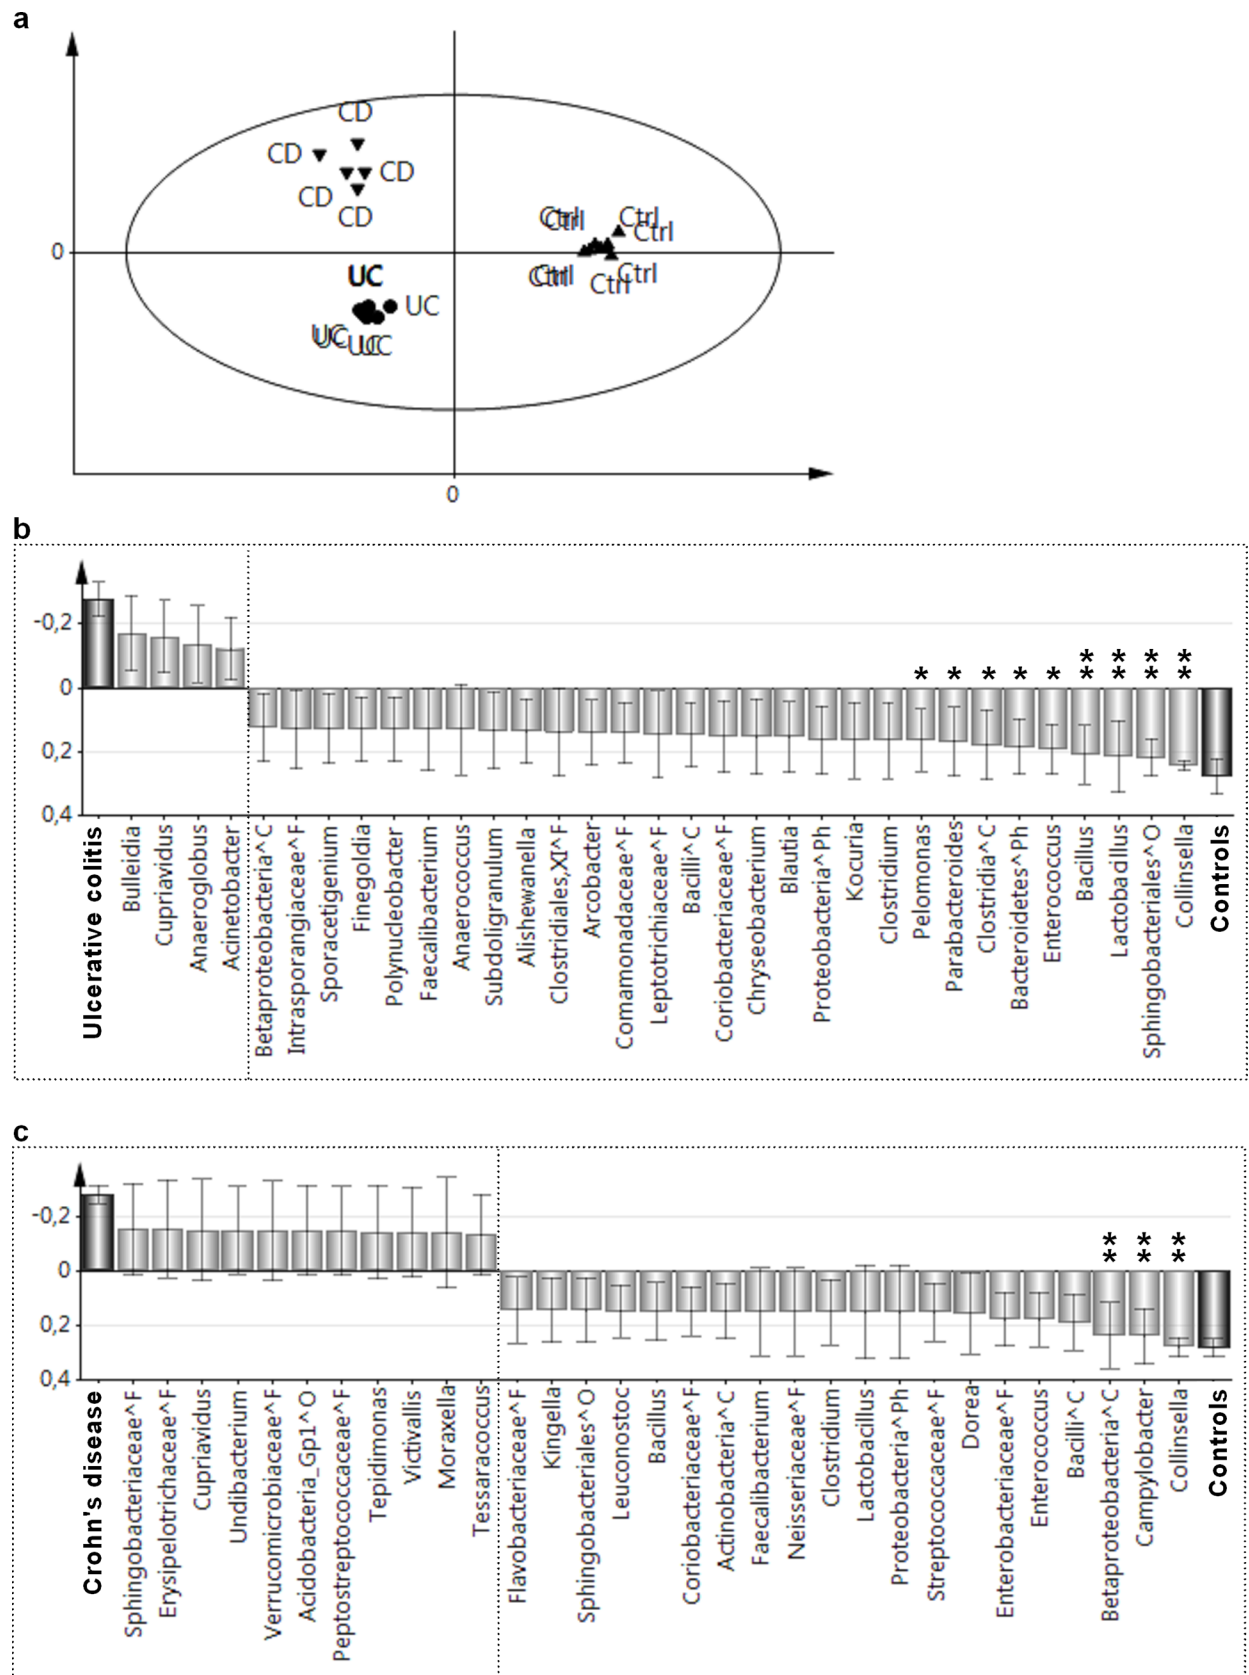 a
CD
CD
CD
CD
CD
Ctrl
Ctrl
Ctrl
Ctrl
0
UC
Ctrl
Ctrl
Ctrl
Ctrl
UC
UC
UC
UC
UC
0
b
-0,2
0
0,2
0,4
* * * * * ** ** ** **
Ulcerative colitis
Bulleidia
Cupriavidus
Anaeroglobus
Acinetobacter
Betaproteobacteria^C
Intrasporangiaceae^F
Sporacetigenium
Finegoldia
Polynucleobacter
Faecalibacterium
Anaerococcus
Subdoligranulum
Alishewanella
Clostridiales,XI^F
Arcobacter
Comamonadaceae^F
Leptotrichiaceae^F
Bacilli^C
Coriobacteriaceae^F
Chryseobacterium
Blautia
Proteobacteria^Ph
Kocuria
Clostridium
Pelomonas
Parabacteroides
Clostridia^C
Bacteroidetes^Ph
Enterococcus
Bacillus
Lactobacillus
Sphingobacteriales^O
Collinsella
Controls
c
-0,2
0
0,2
0,4
** ** **
Crohn's disease
Sphingobacteriaceae^F
Erysipelotrichaceae^F
Cupriavidus
Undibacterium
Verrucomicrobiaceae^F
Acidobacteria_Gp1^O
Peptostreptococcaceae^F
Tepidimonas
Victivallis
Moraxella
Tessaracoccus
Flavobacteriaceae^F
Kingella
Sphingobacteriales^O
Leuconostoc
Bacillus
Coriobacteriaceae^F
Actinobacteria^C
Faecalibacterium
Neisseriaceae^F
Clostridium
Lactobacillus
Proteobacteria^Ph
Streptococcaceae^F
Dorea
Enterobacteriaceae^F
Enterococcus
Bacilli^C
Betaproteobacteria^C
Campylobacter
Collinsella
Controls